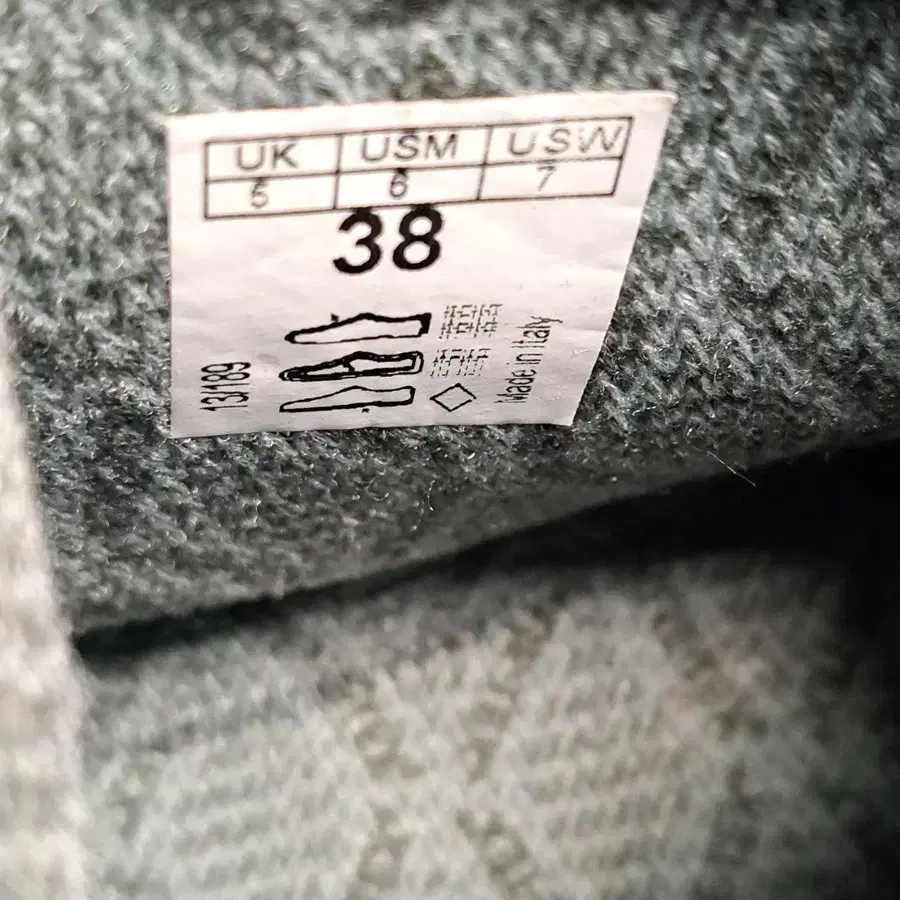 UK USM USW
5 6 7
38
13/189
Made in Italy